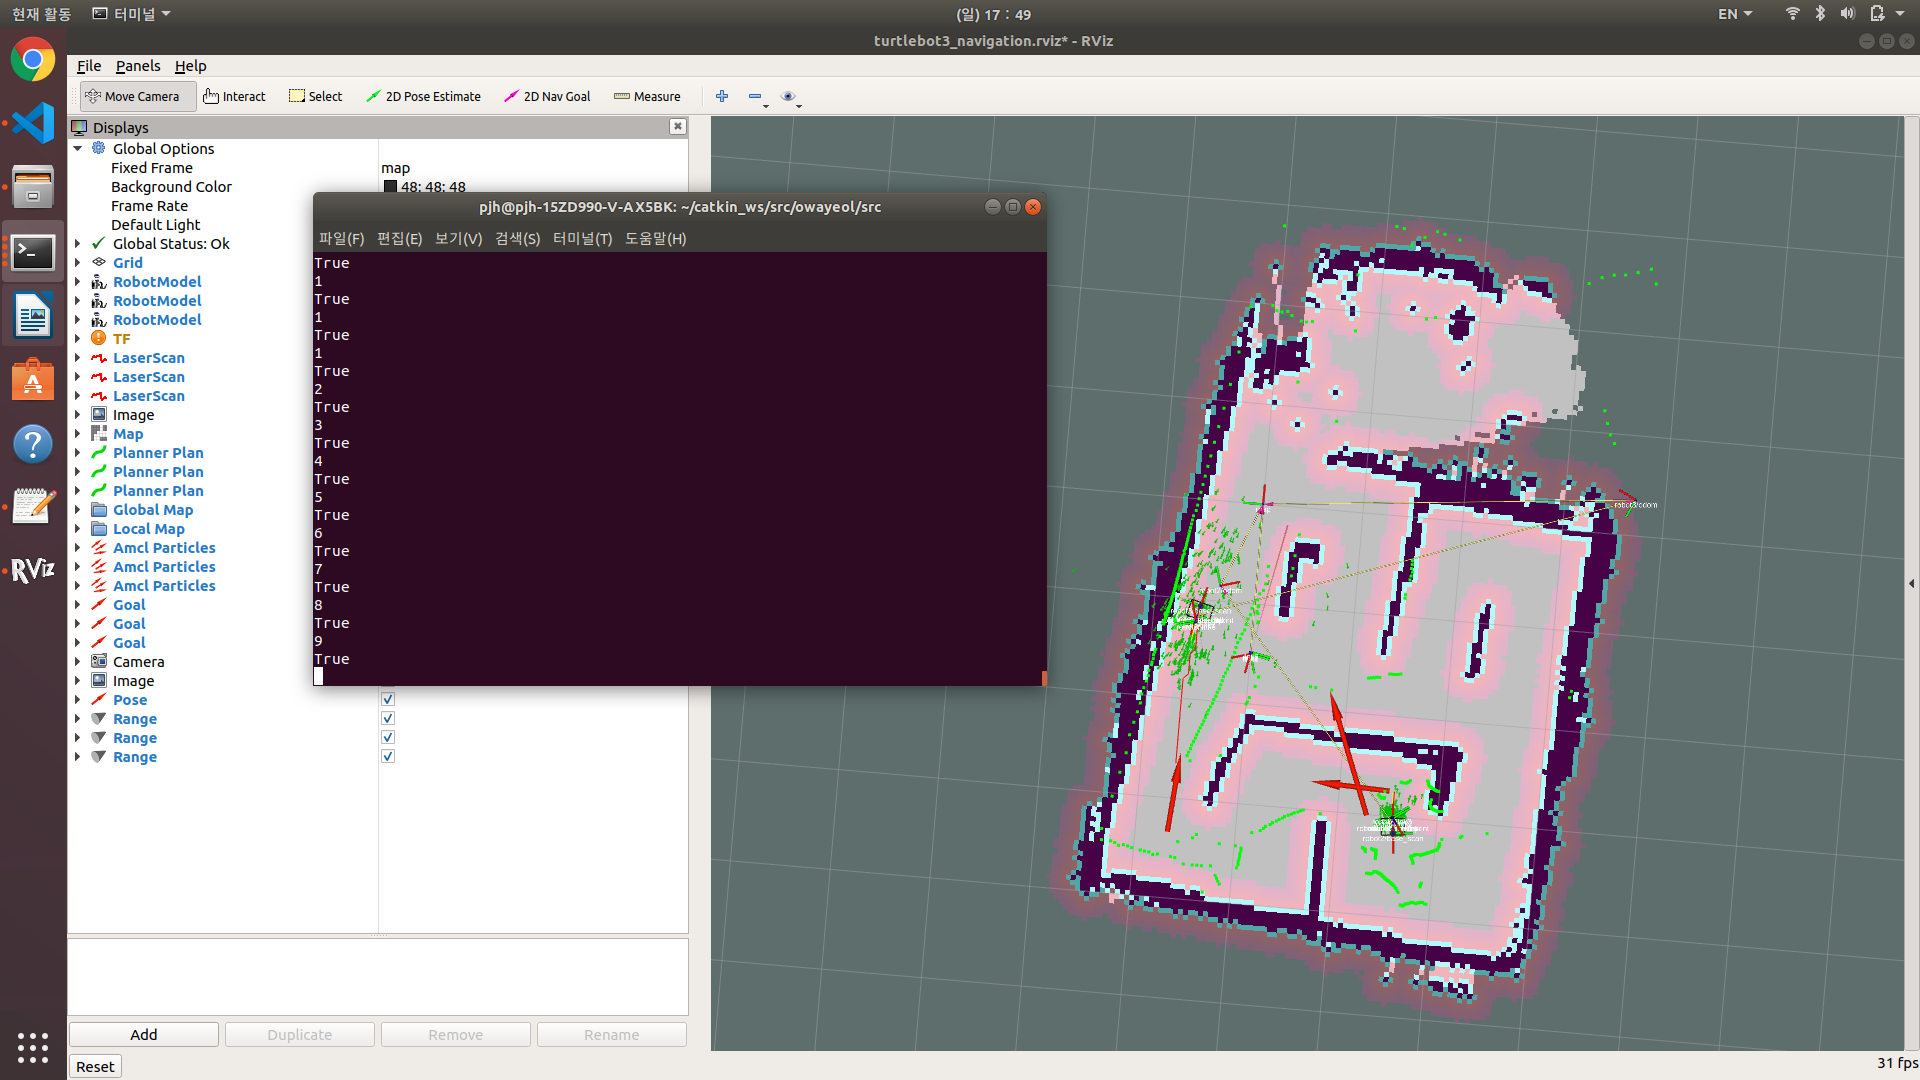 현재 활동
터미널
(일) 17 : 49
EN
turtlebot3_navigation.rviz* - RViz
File Panels Help
Move Camera
Interact
Select
2D Pose Estimate
2D Nav Goal
Measure
Displays
Global Options
Fixed Frame
map
Background Color
48; 48; 48
Frame Rate
Default Light
Global Status: Ok
Grid
RobotModel
RobotModel
RobotModel
TF
LaserScan
LaserScan
LaserScan
Image
Map
Planner Plan
Planner Plan
Planner Plan
Global Map
Local Map
Amcl Particles
Amcl Particles
Amcl Particles
Goal
Goal
Goal
Camera
Image
Pose
Range
Range
Range
pjh@pjh-15ZD990-V-AX5BK: ~/catkin_ws/src/owayeol/src
파일(F) 편집(E) 보기(V) 검색(S) 터미널(T) 도움말(H)
True
1
True
1
True
1
True
2
True
3
True
4
True
5
True
6
True
7
True
8
True
9
True
RViz
map
robot3/odom
Add
Duplicate
Remove
Rename
Reset
31 fps